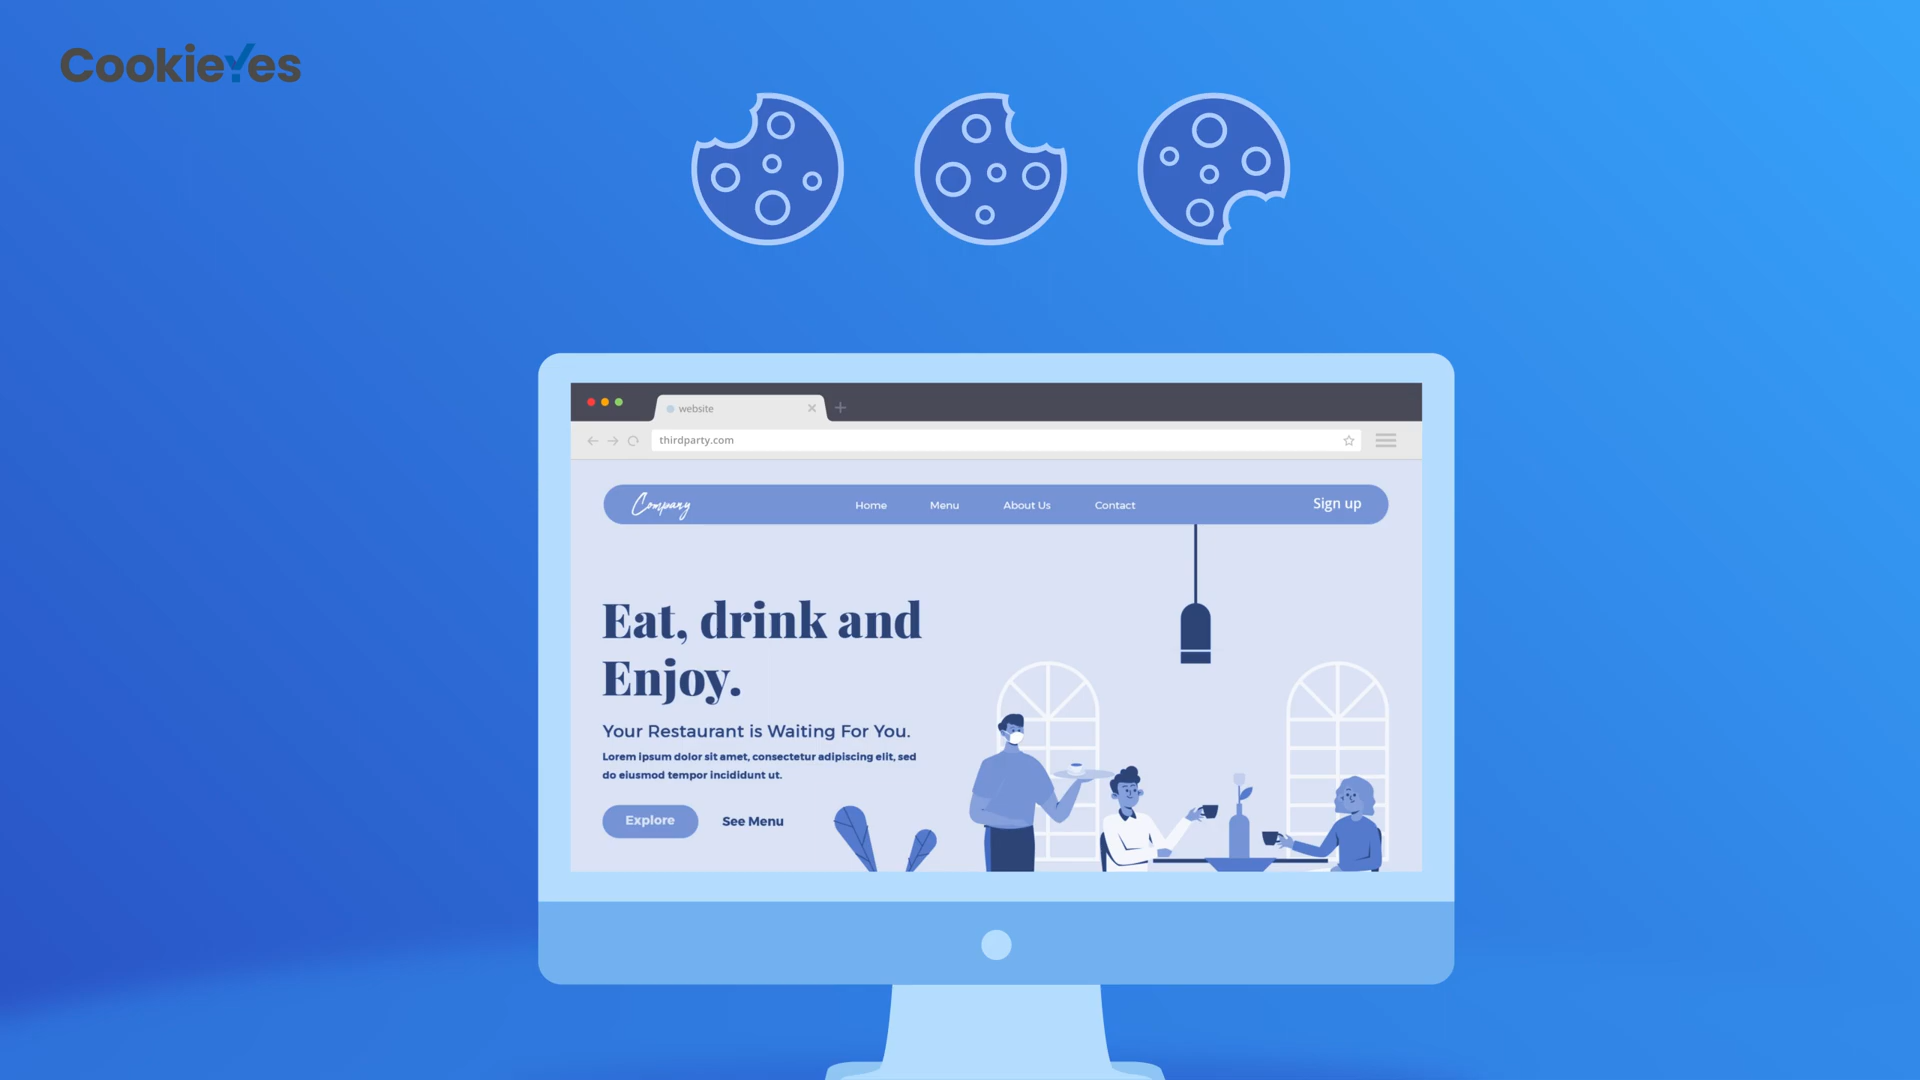 CookieYes
website
thirdparty.com
Company
Home
Menu
About Us
Contact
Sign up
Eat, drink and
Enjoy.
Your Restaurant is Waiting For You.
Lorem ipsum dolor sit amet, consectetur adipiscing elit, sed
do eiusmod tempor incididunt ut.
Explore
See Menu